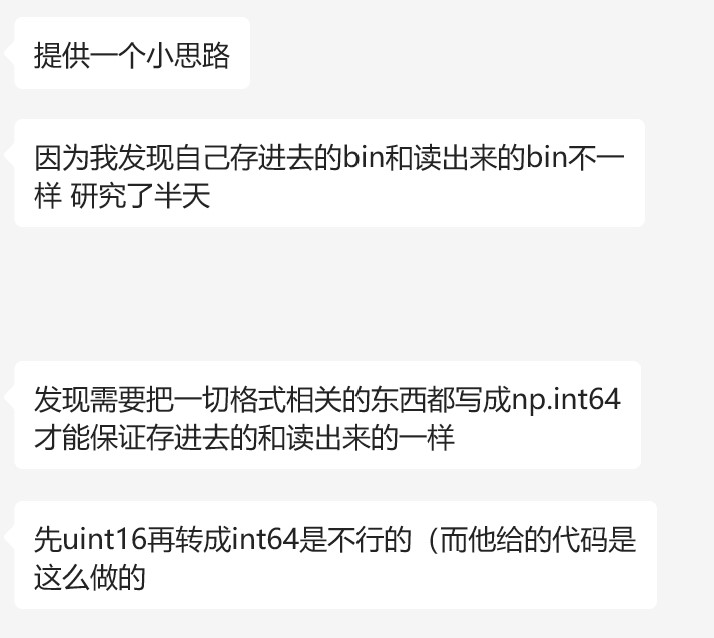 提供一个小思路
因为我发现自己存进去的bin和读出来的bin不一
样 研究了半天
发现需要把一切格式相关的东西都写成np.int64
才能保证存进去的和读出来的一样
先uint16再转成int64是不行的（而他给的代码是
这么做的